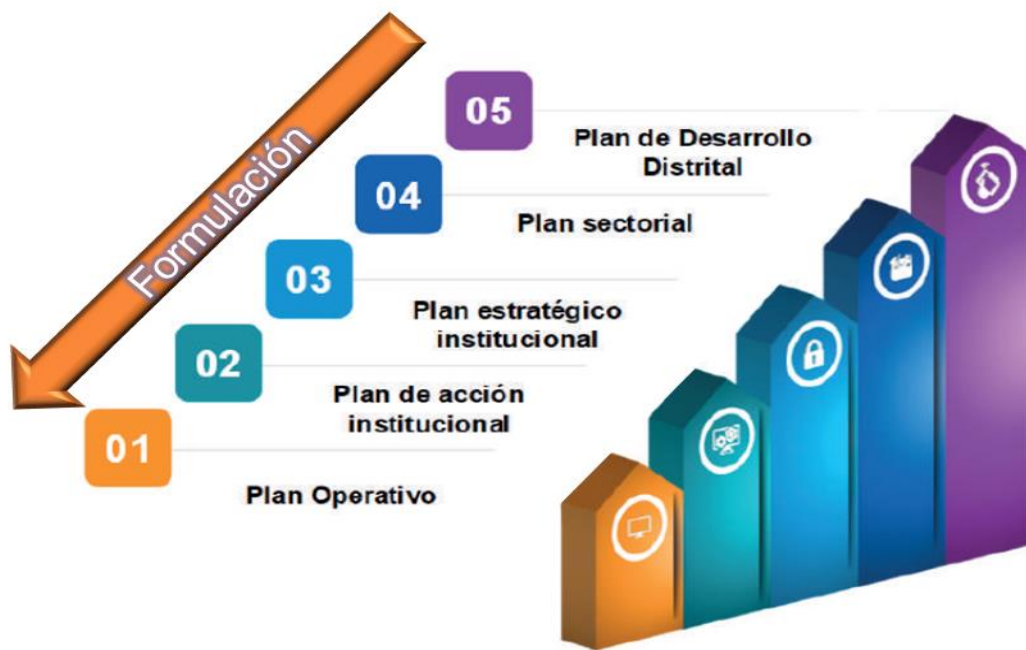 Formulación
05
Plan de Desarrollo
Distrital
04
Plan sectorial
03
Plan estratégico
institucional
02
Plan de acción
institucional
01
Plan Operativo